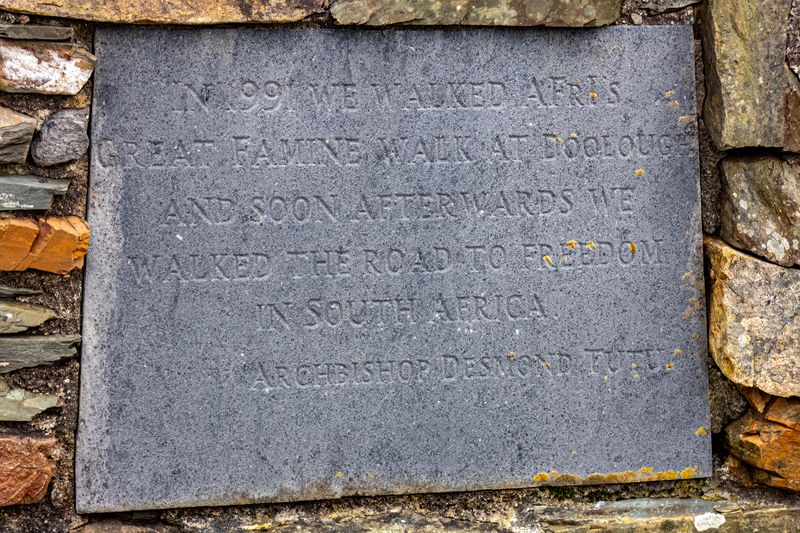 IN 1991 WE WALKED AFRI'S
GREAT FAMINE WALK AT DOOLOUGH
AND SOON AFTERWARDS WE
WALKED THE ROAD TO FREEDOM
IN SOUTH AFRICA.
ARCHBISHOP DESMOND TUTU